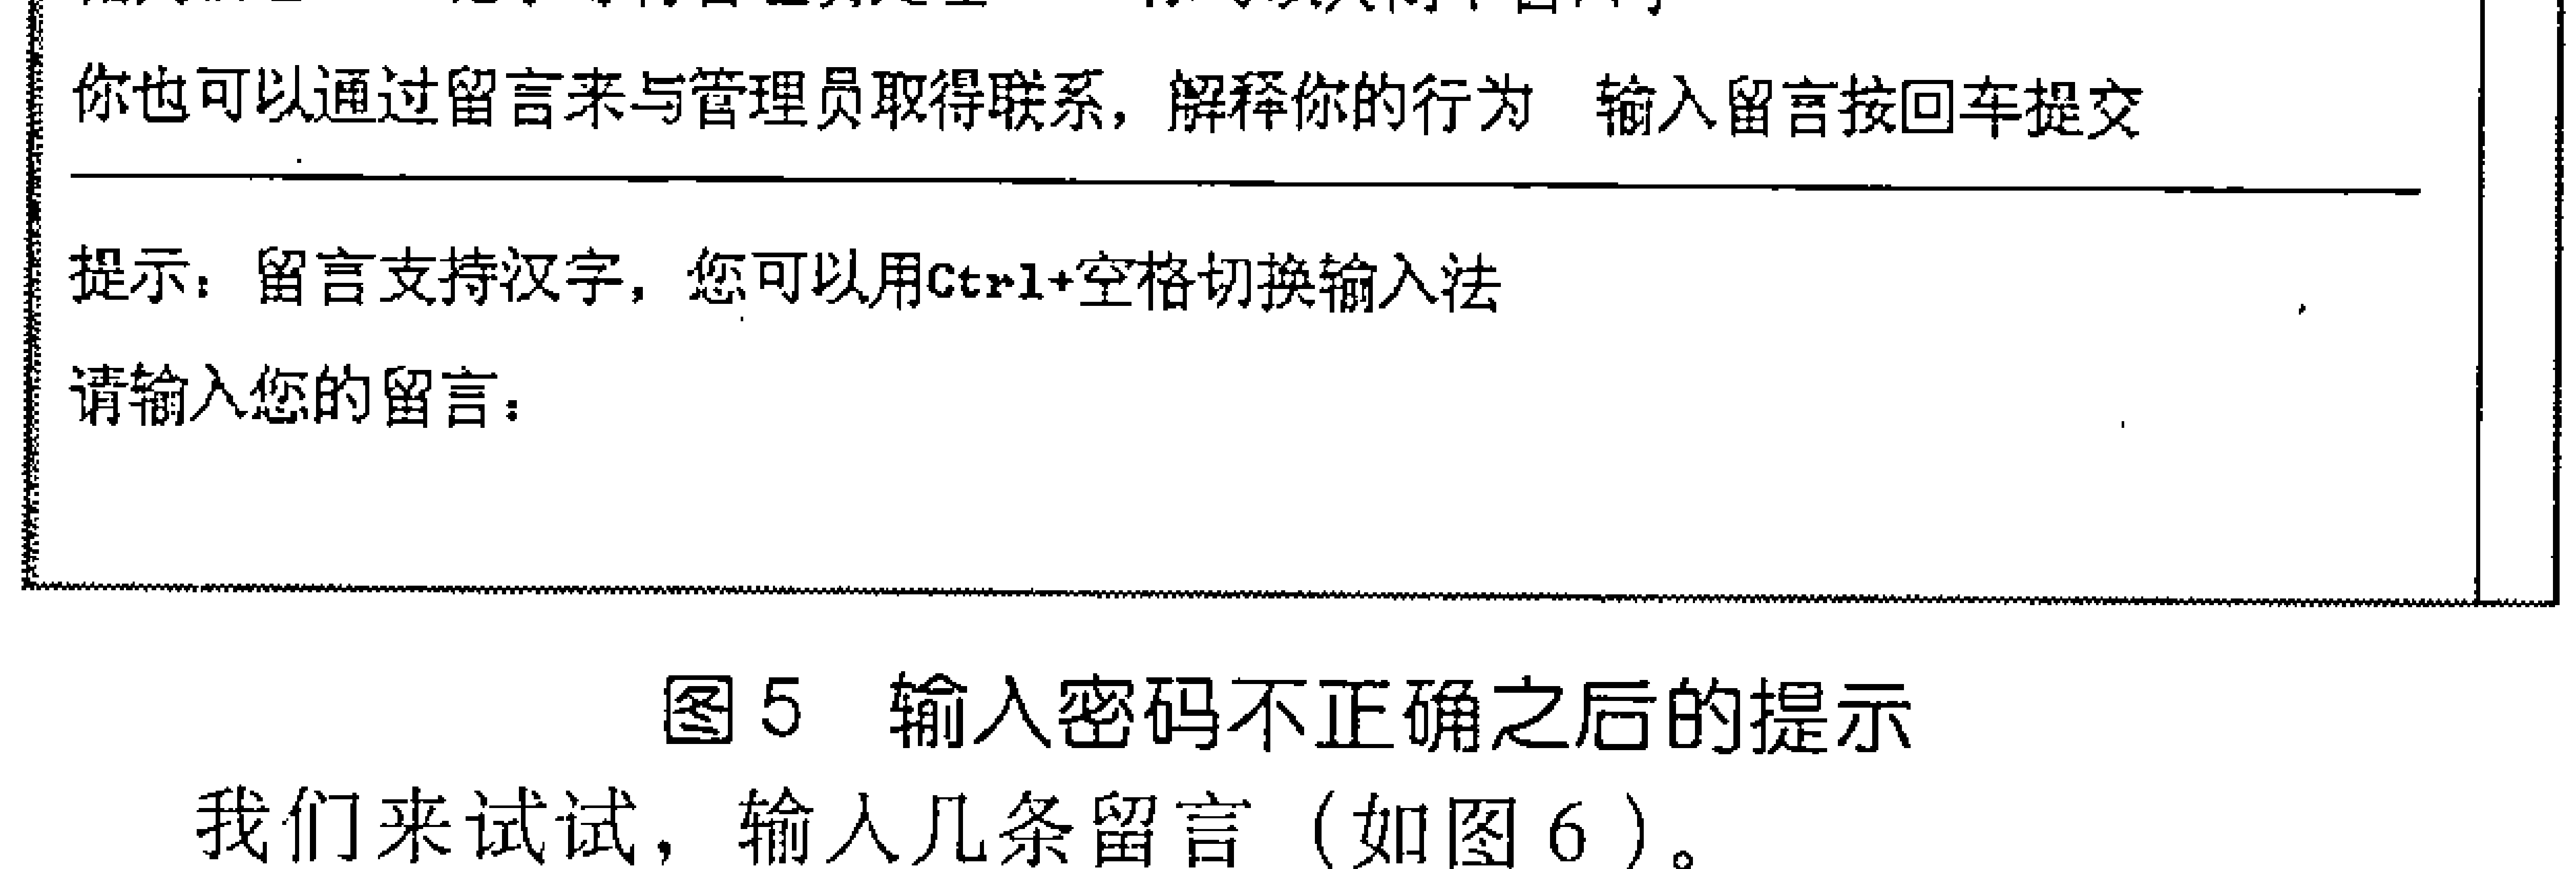 你也可以通过留言来与管理员取得联系，解释你的行为 输入留言按回车提交
提示：留言支持汉字，您可以用Ctrl+空格切换输入法
请输入您的留言：
图5 输入密码不正确之后的提示
我们来试试，输入几条留言（如图6）。